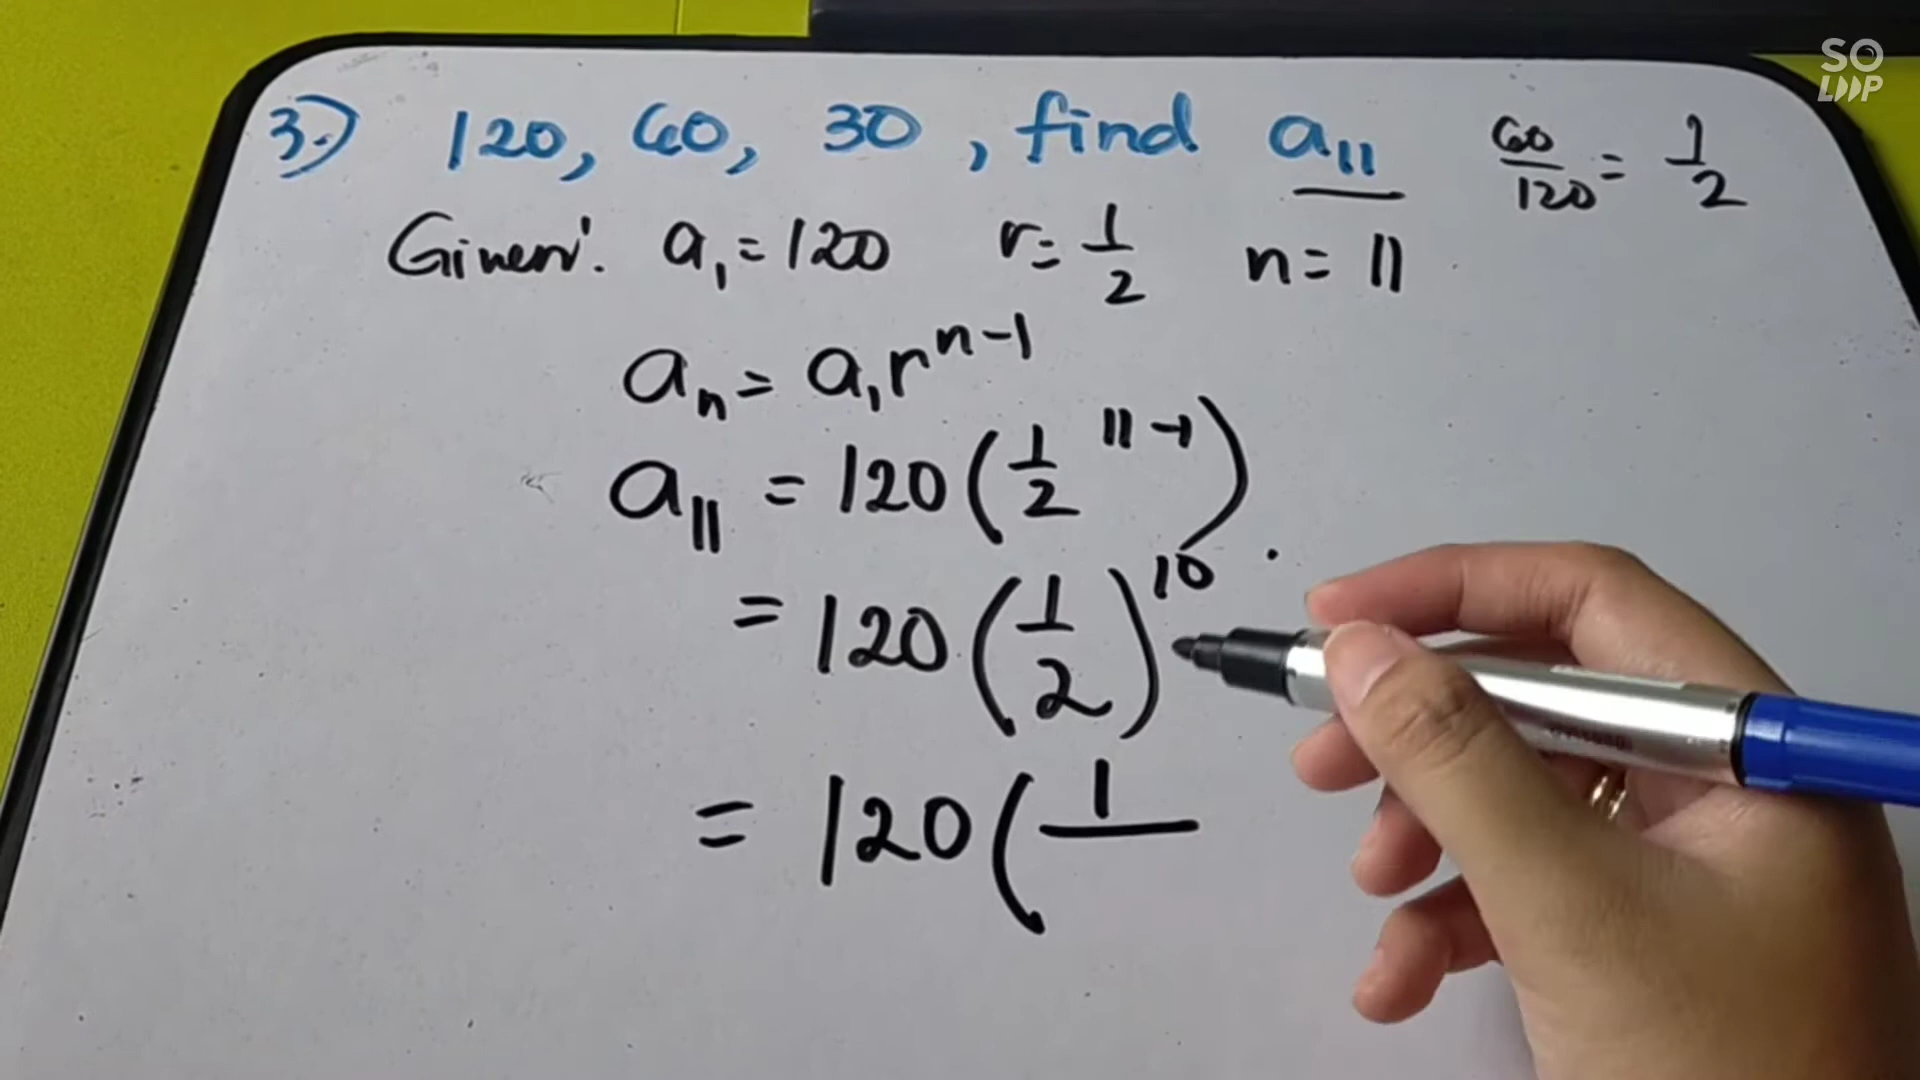 3.) 120, 60, 30, find a₁₁
60/120 = 1/2
Given: a₁ = 120 r = 1/2 n = 11
aₙ = a₁rⁿ⁻¹
a₁₁ = 120 (1/2 ¹¹⁻¹)
= 120 (1/2)¹⁰ .
= 120 (1/
SO LOOP